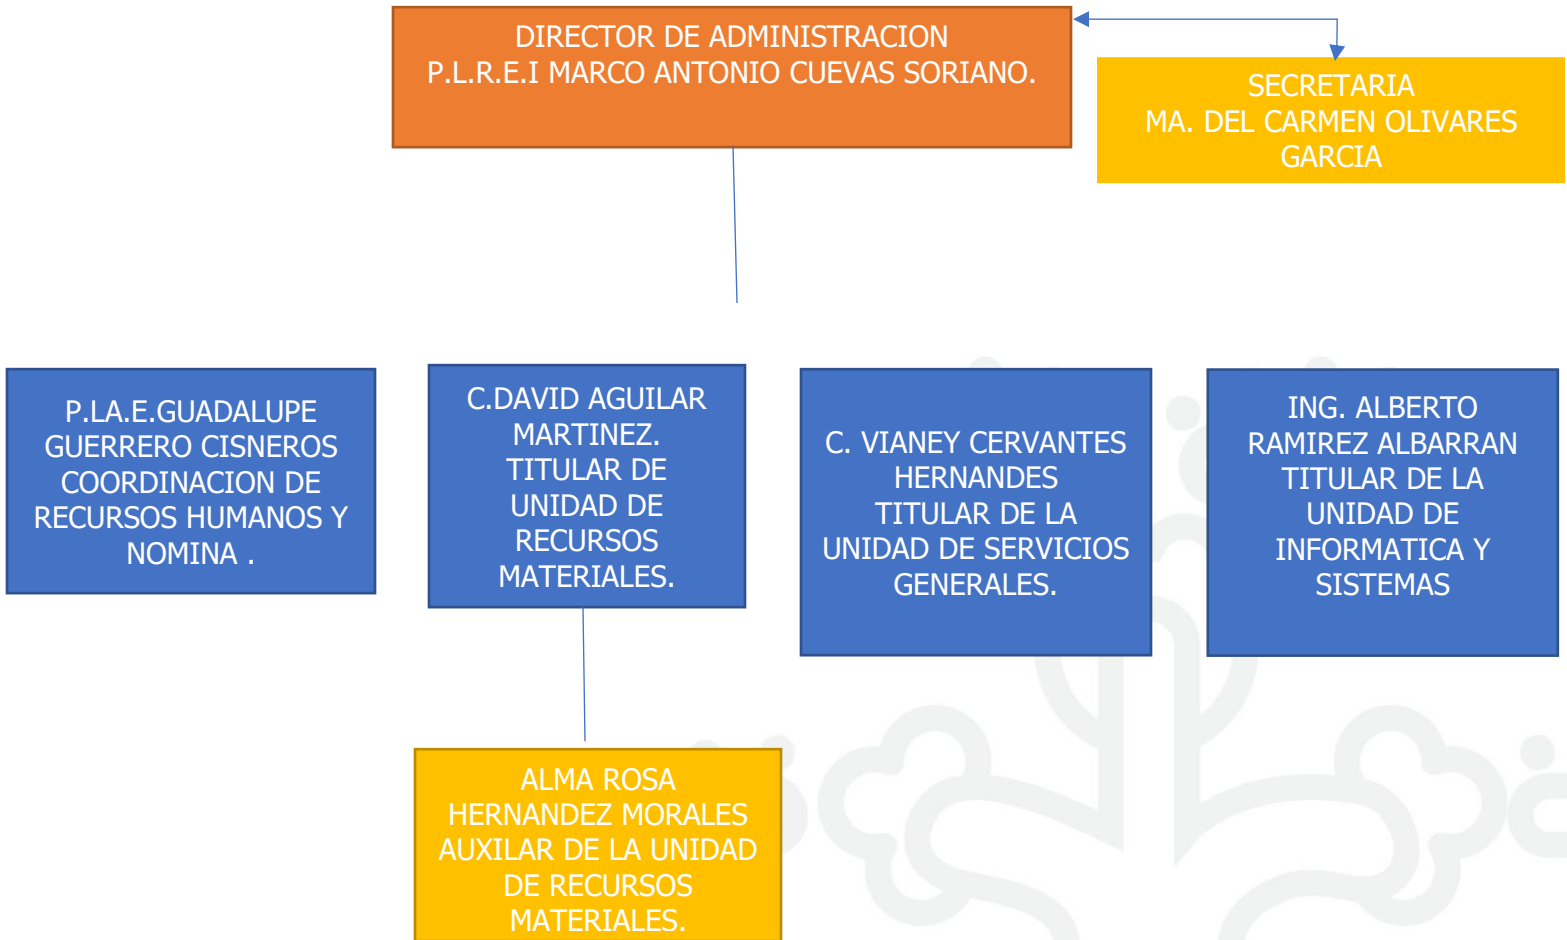 DIRECTOR DE ADMINISTRACION
P.L.R.E.I MARCO ANTONIO CUEVAS SORIANO.
SECRETARIA
MA. DEL CARMEN OLIVARES
GARCIA
P.LA.E.GUADALUPE
GUERRERO CISNEROS
COORDINACION DE
RECURSOS HUMANOS Y
NOMINA .
C.DAVID AGUILAR
MARTINEZ.
TITULAR DE
UNIDAD DE
RECURSOS
MATERIALES.
C. VIANEY CERVANTES
HERNANDES
TITULAR DE LA
UNIDAD DE SERVICIOS
GENERALES.
ING. ALBERTO
RAMIREZ ALBARRAN
TITULAR DE LA
UNIDAD DE
INFORMATICA Y
SISTEMAS
ALMA ROSA
HERNANDEZ MORALES
AUXILAR DE LA UNIDAD
DE RECURSOS
MATERIALES.